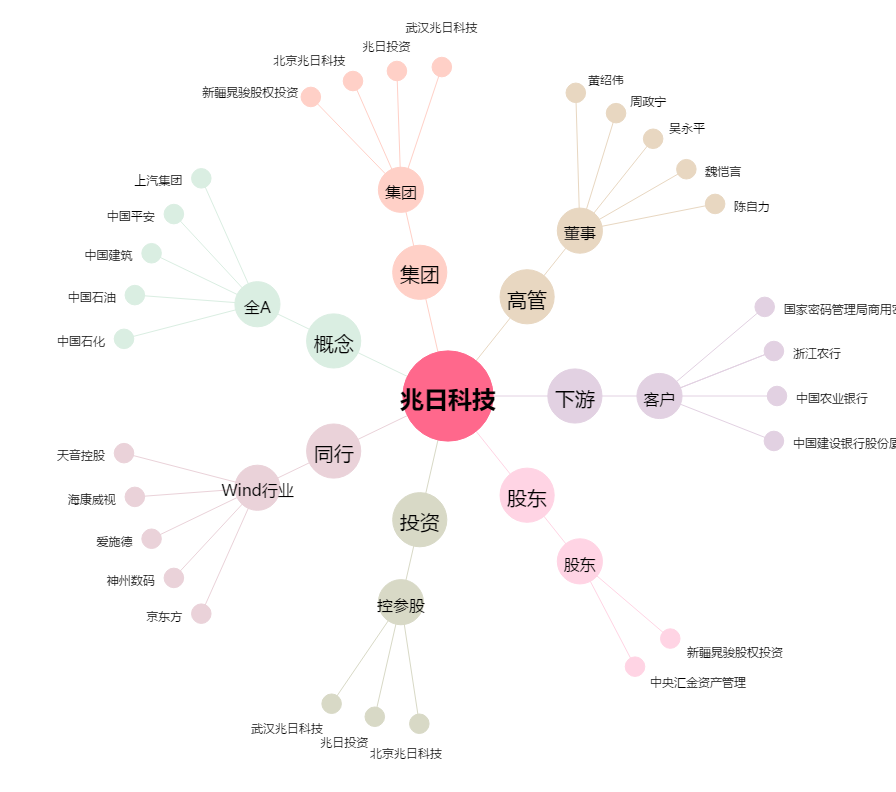 武汉兆日科技
兆日投资
北京兆日科技
新疆晁骏股权投资
集团
集团
黄绍伟
周政宁
吴永平
魏恺言
陈自力
董事
高管
上汽集团
中国平安
中国建筑
中国石油
中国石化
全A
概念
兆日科技
下游
客户
国家密码管理局商用密
浙江农行
中国农业银行
中国建设银行股份厦
同行
Wind行业
天音控股
海康威视
爱施德
神州数码
京东方
投资
控参股
武汉兆日科技
兆日投资
北京兆日科技
股东
股东
新疆晁骏股权投资
中央汇金资产管理